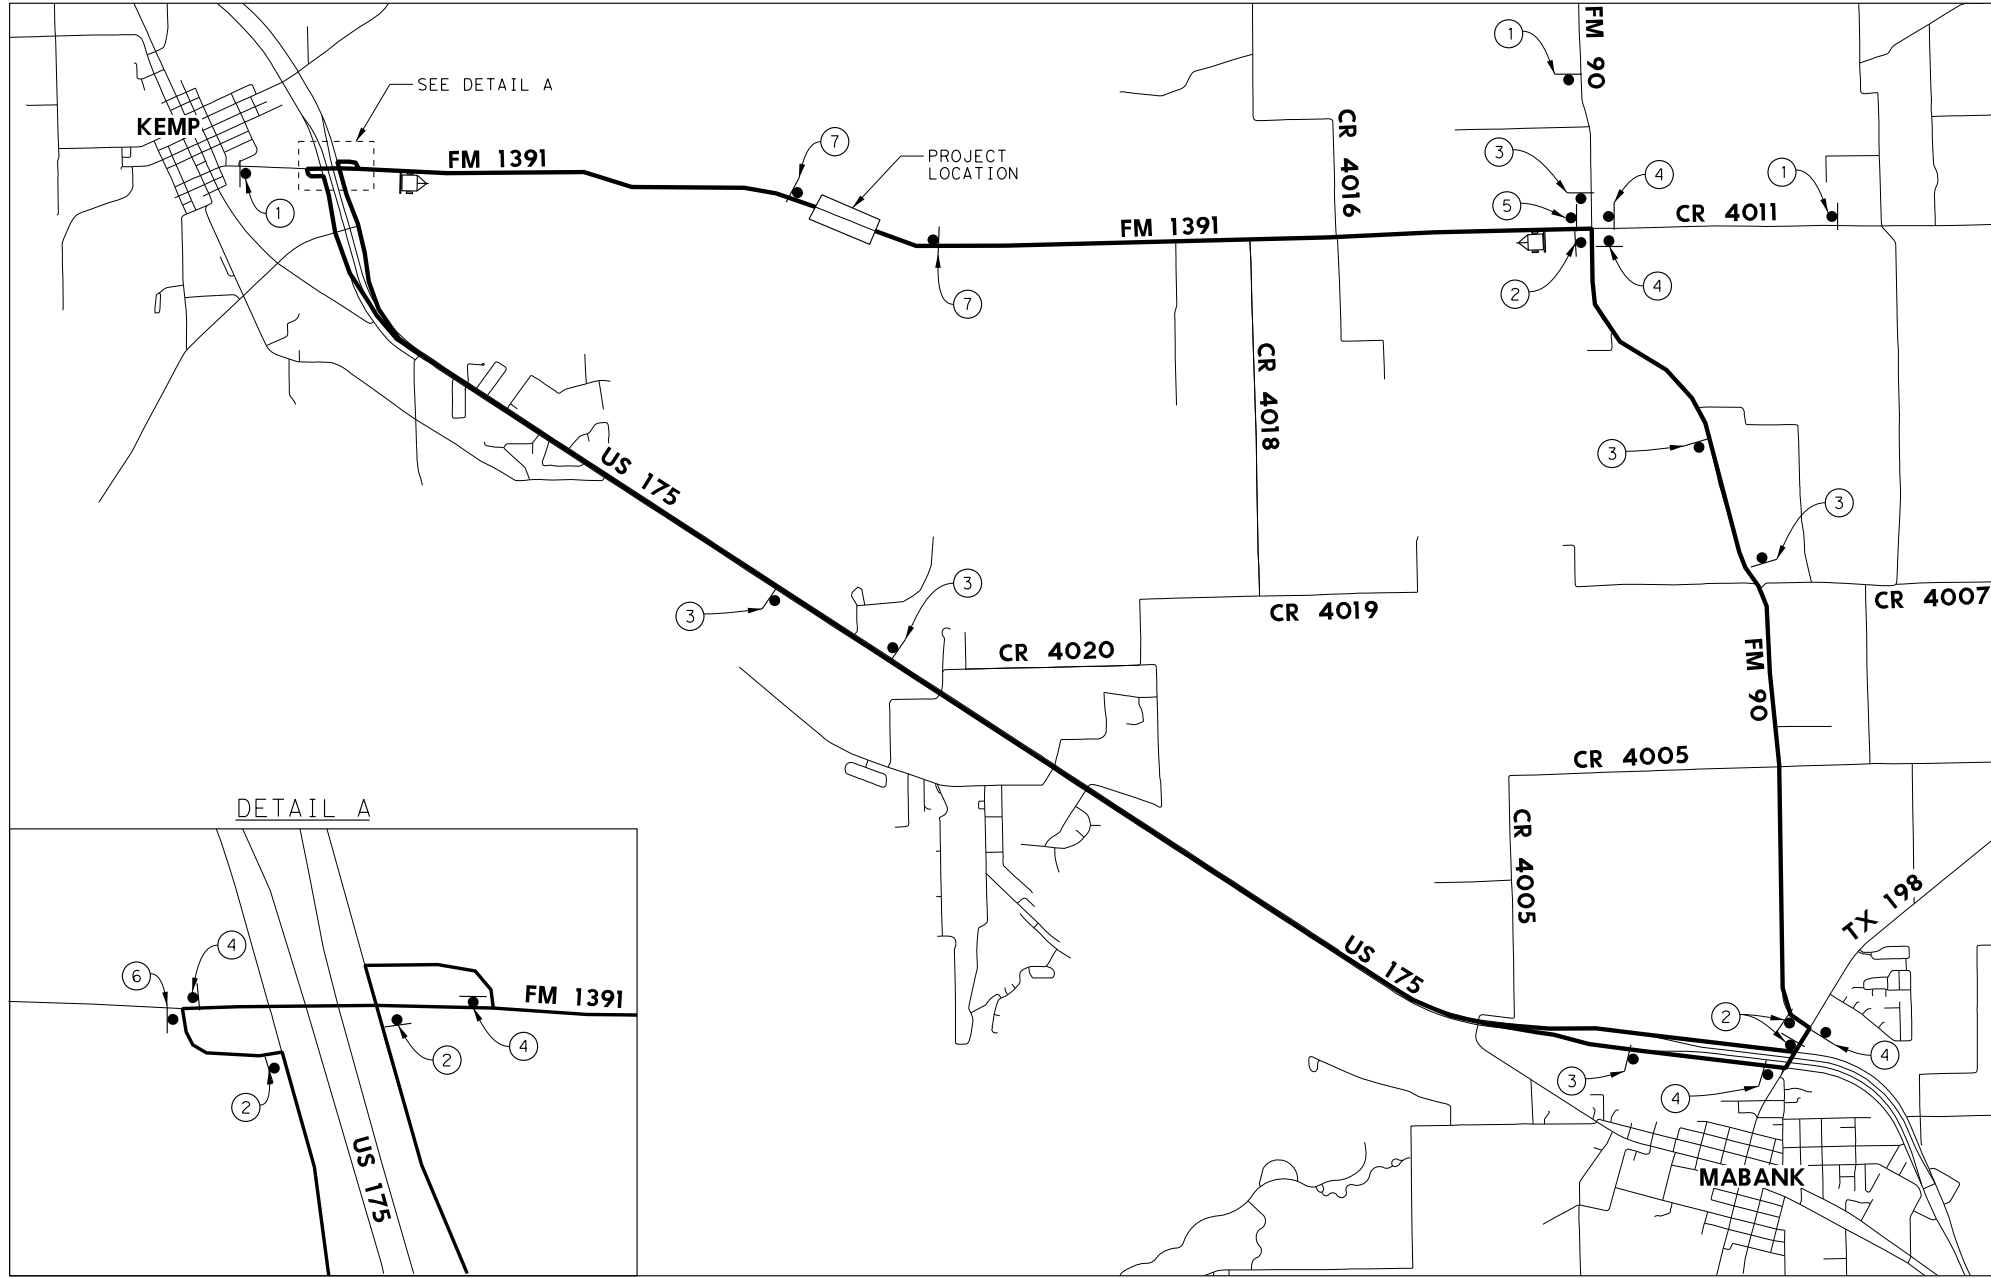 FM 90
1
SEE DETAIL A
KEMP
CR 4016
7
3
FM 1391
PROJECT
LOCATION
4
1
1
5
CR 4011
FM 1391
4
2
7
CR 4018
3
US 175
3
3
3
CR 4019
CR 4007
CR 4020
FM 90
CR 4005
DETAIL A
CR 4005
TX 198
4
US 175
6
FM 1391
2
4
2
4
3
4
2
US 175
MABANK